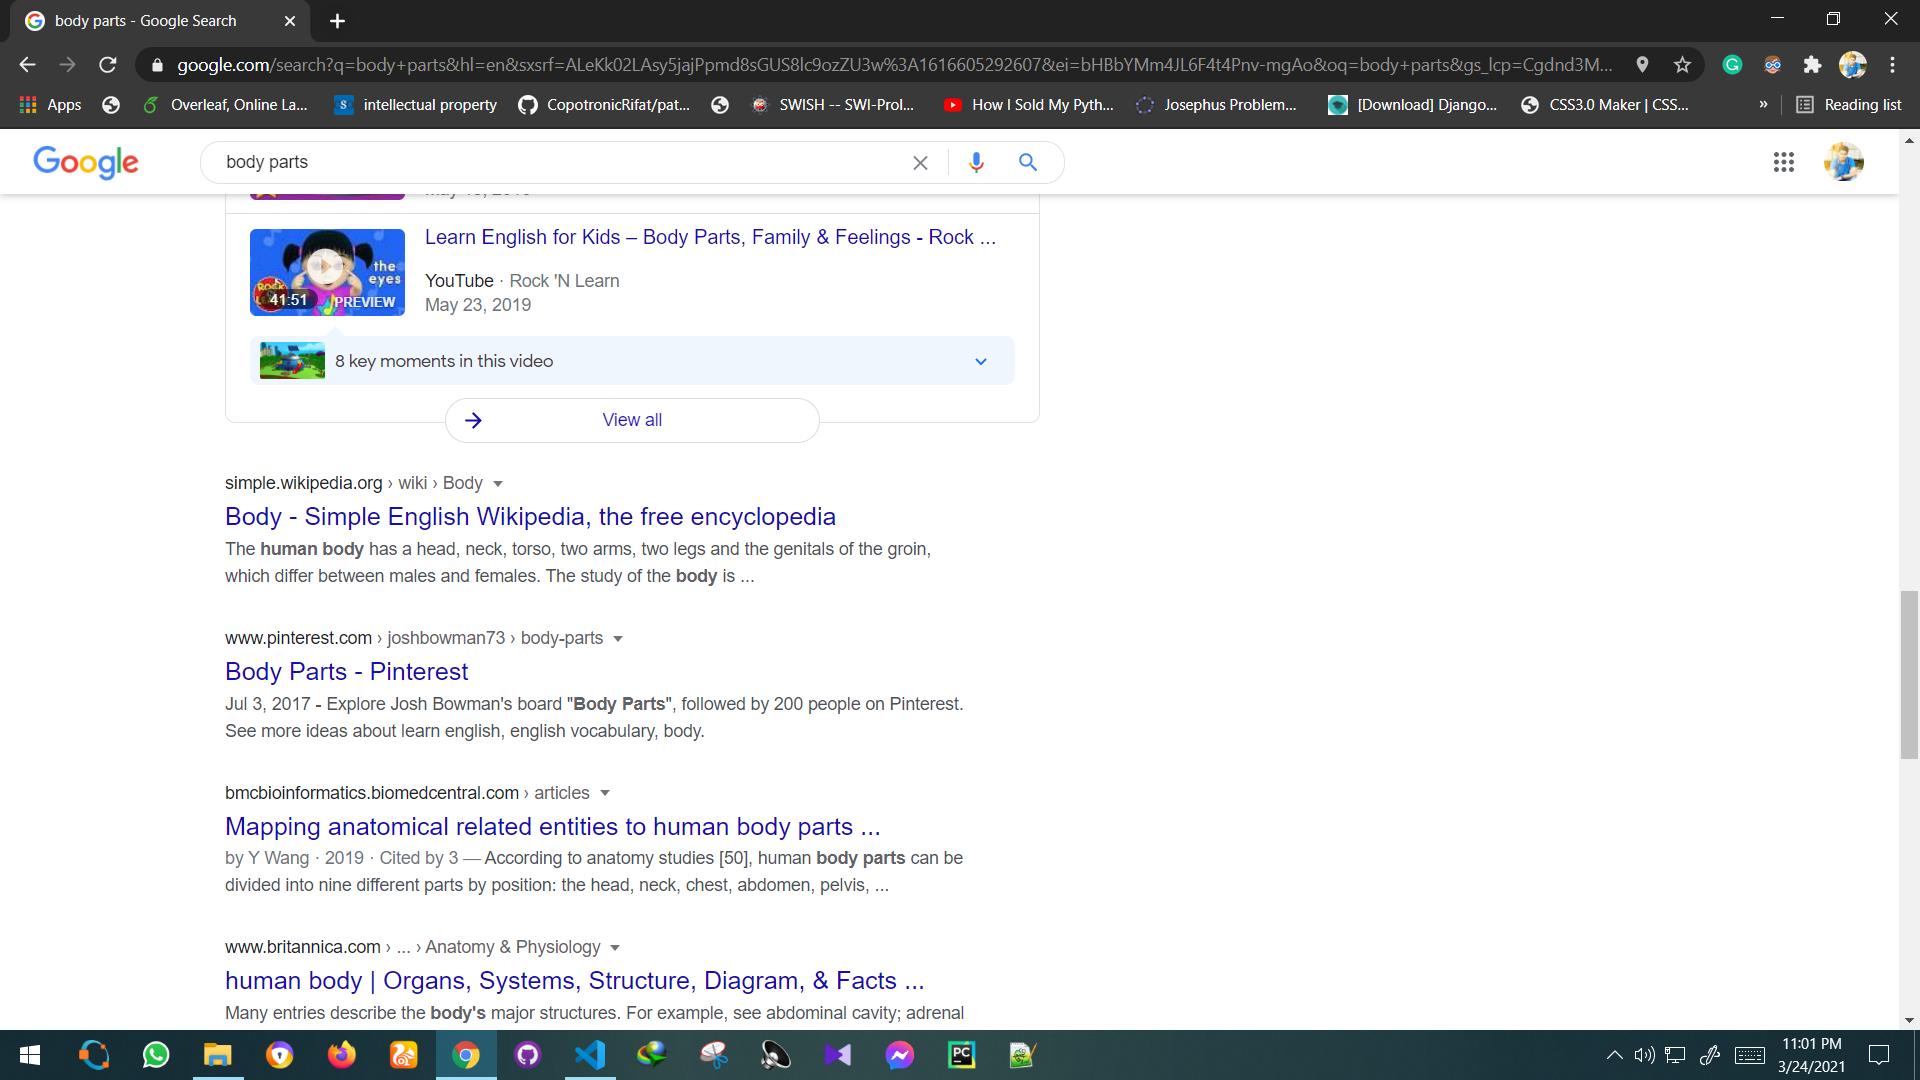 body parts - Google Search
google.com/search?q=body+parts&hl=en&sxsrf=ALeKk02LAsy5jajPpmd8sGUS8lc9ozZU3w%3A1616605292607&ei=bHBbYMm4JL6F4t4Pnv-mgAo&oq=body+parts&gs_lcp=Cgdnd3M...
Apps Overleaf, Online La... intellectual property CopotronicRifat/pat... SWISH -- SWI-Prol... How I Sold My Pyth... Josephus Problem... [Download] Django... CSS3.0 Maker | CSS... » Reading list
Google body parts
Learn English for Kids – Body Parts, Family & Feelings - Rock ...
the
eyes
YouTube · Rock 'N Learn
41:51 PREVIEW
May 23, 2019
8 key moments in this video
View all
simple.wikipedia.org › wiki › Body
Body - Simple English Wikipedia, the free encyclopedia
The human body has a head, neck, torso, two arms, two legs and the genitals of the groin,
which differ between males and females. The study of the body is ...
www.pinterest.com › joshbowman73 › body-parts
Body Parts - Pinterest
Jul 3, 2017 - Explore Josh Bowman's board "Body Parts", followed by 200 people on Pinterest.
See more ideas about learn english, english vocabulary, body.
bmcbioinformatics.biomedcentral.com › articles
Mapping anatomical related entities to human body parts ...
by Y Wang · 2019 · Cited by 3 — According to anatomy studies [50], human body parts can be
divided into nine different parts by position: the head, neck, chest, abdomen, pelvis, ...
www.britannica.com › ... › Anatomy & Physiology
human body | Organs, Systems, Structure, Diagram, & Facts ...
Many entries describe the body's major structures. For example, see abdominal cavity; adrenal
11:01 PM
3/24/2021